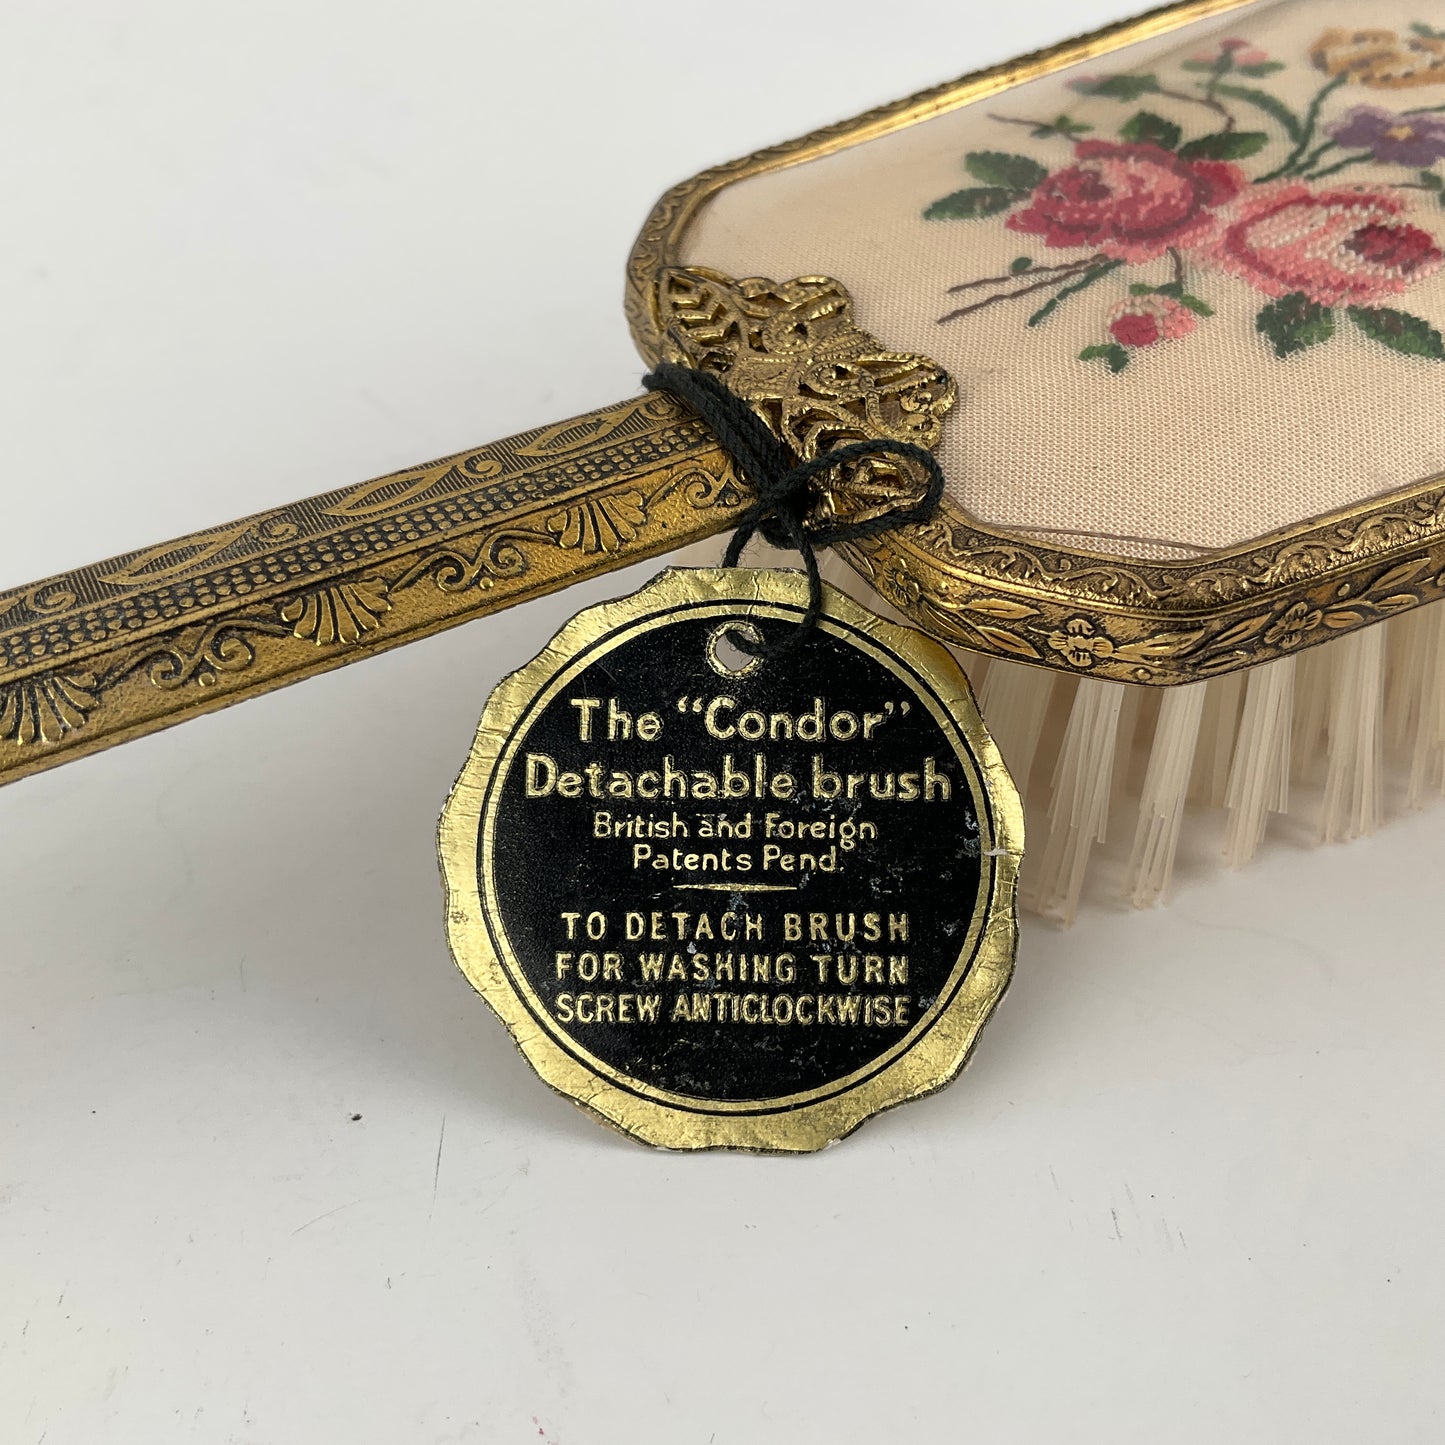 The “Condor”
Detachable brush
British and Foreign
Patents Pend.
TO DETACH BRUSH
FOR WASHING TURN
SCREW ANTICLOCKWISE